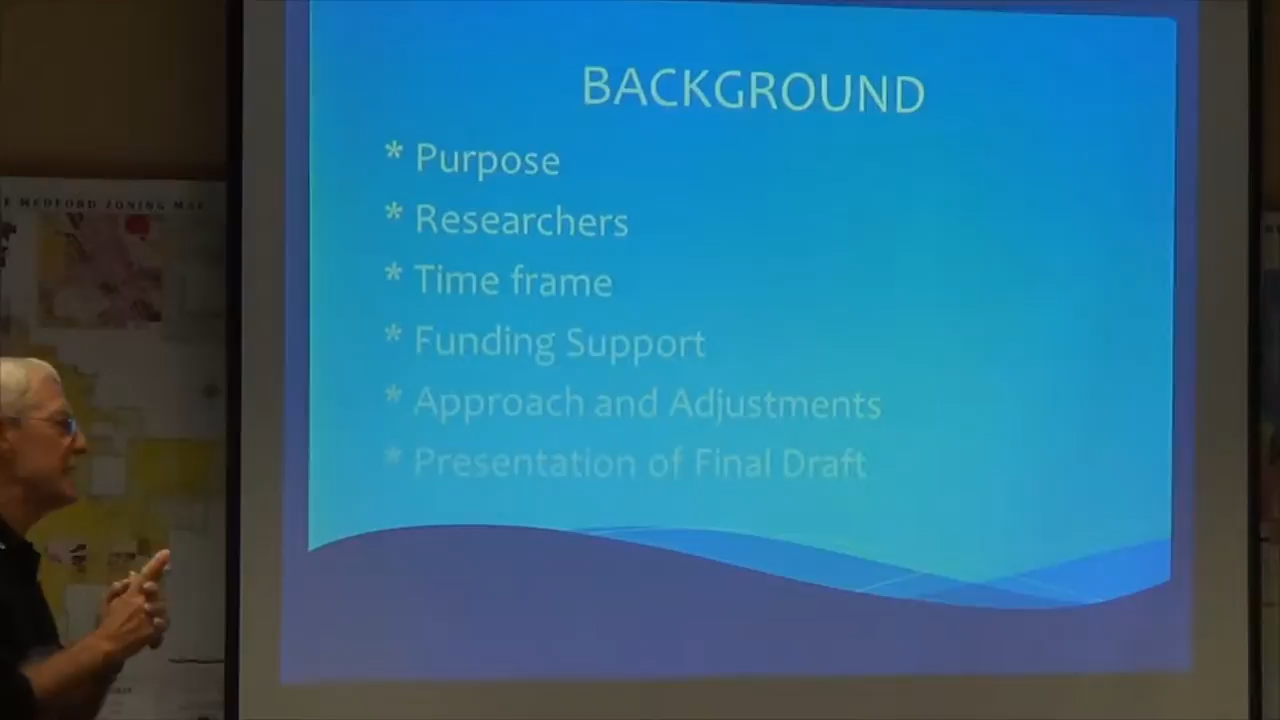 BACKGROUND
* Purpose
* Researchers
* Time frame
* Funding Support
* Approach and Adjustments
* Presentation of Final Draft
MEDFORD ZONING MAP